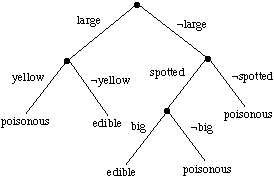 large ¬large
yellow ¬yellow spotted ¬spotted
poisonous edible big ¬big poisonous
edible poisonous